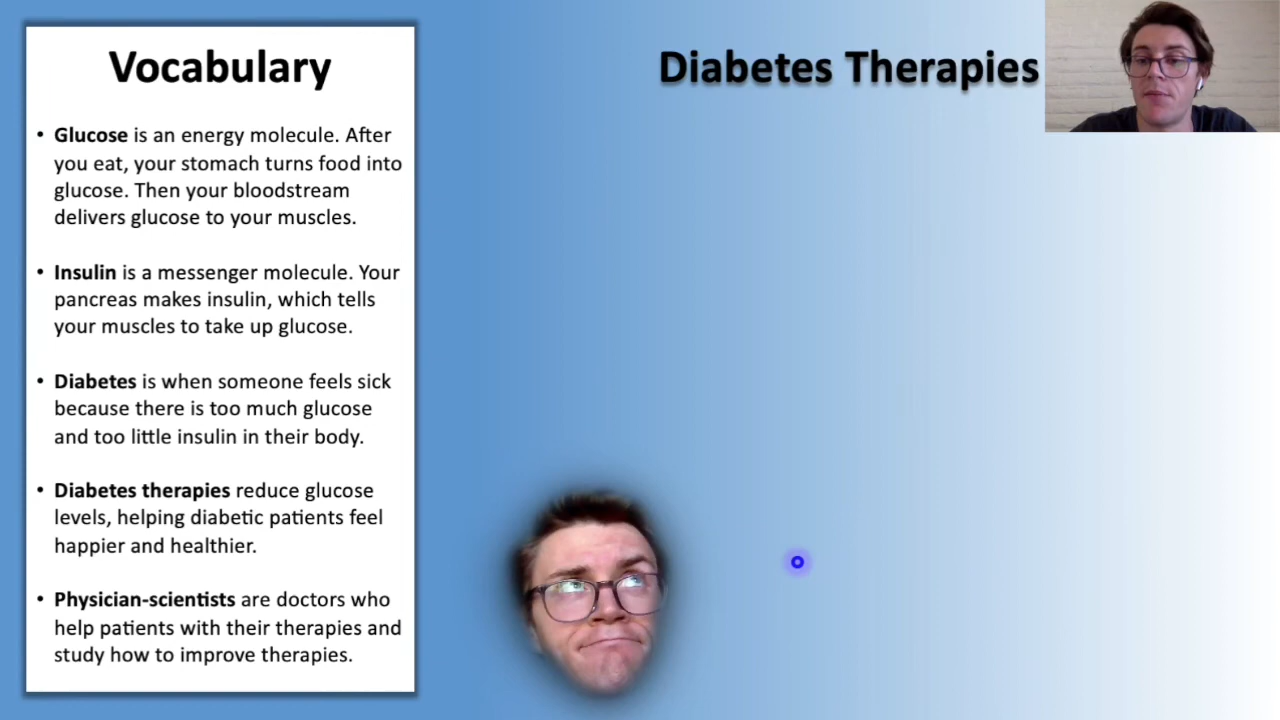 Vocabulary
• Glucose is an energy molecule. After
you eat, your stomach turns food into
glucose. Then your bloodstream
delivers glucose to your muscles.
• Insulin is a messenger molecule. Your
pancreas makes insulin, which tells
your muscles to take up glucose.
• Diabetes is when someone feels sick
because there is too much glucose
and too little insulin in their body.
• Diabetes therapies reduce glucose
levels, helping diabetic patients feel
happier and healthier.
• Physician-scientists are doctors who
help patients with their therapies and
study how to improve therapies.
Diabetes Therapies